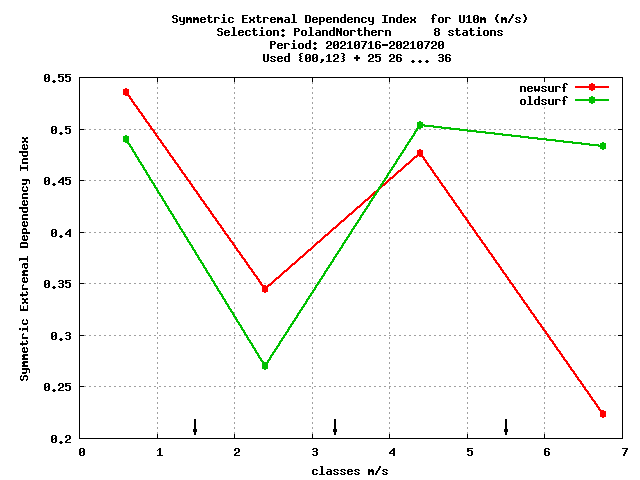 Symmetric Extremal Dependency Index  for U10m (m/s)
Selection: PolandNorthern      8 stations
Period: 20210716-20210720
Used {00,12} + 25 26 ... 36
newsurf
oldsurf
Symmetric Extremal Dependency Index
0.55
0.5
0.45
0.4
0.35
0.3
0.25
0.2
0 1 2 3 4 5 6 7
classes m/s